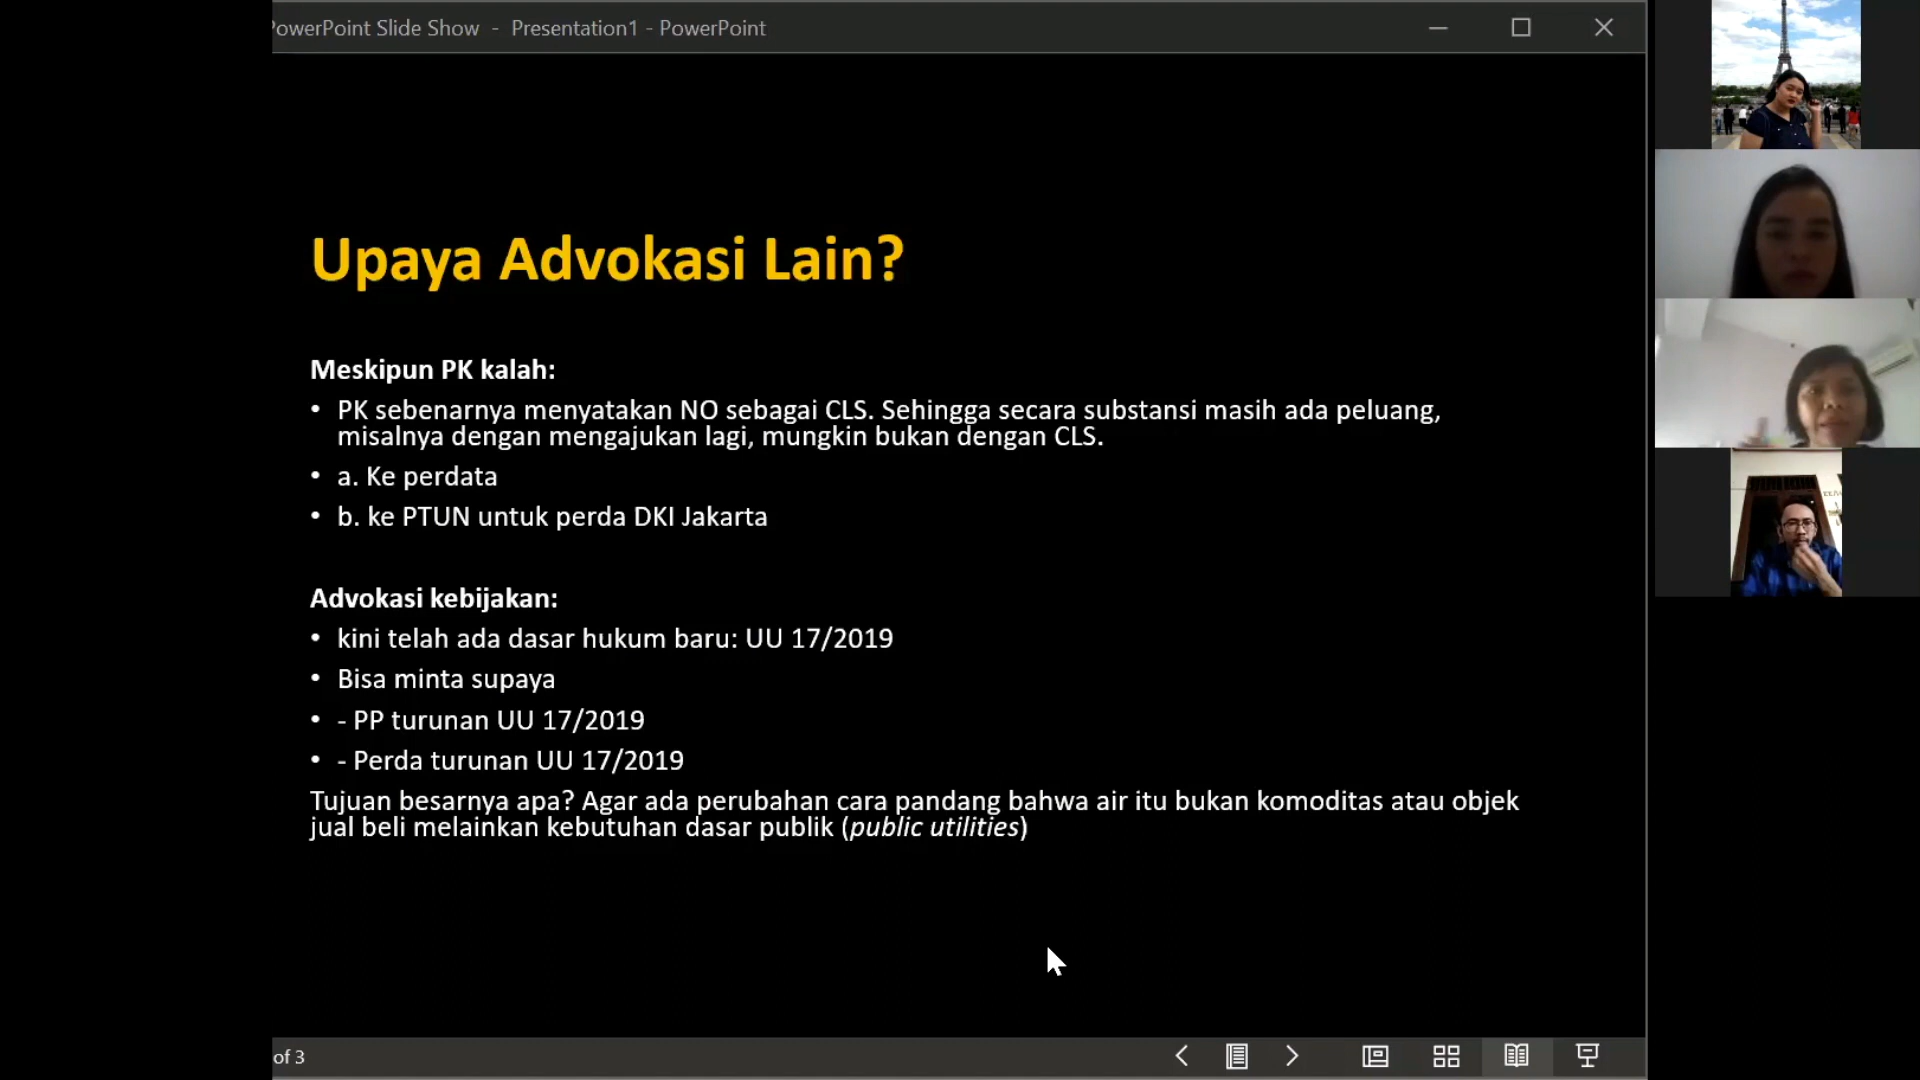 PowerPoint Slide Show - Presentation1 - PowerPoint
Upaya Advokasi Lain?
Meskipun PK kalah:
• PK sebenarnya menyatakan NO sebagai CLS. Sehingga secara substansi masih ada peluang,
misalnya dengan mengajukan lagi, mungkin bukan dengan CLS.
• a. Ke perdata
• b. ke PTUN untuk perda DKI Jakarta
Advokasi kebijakan:
• kini telah ada dasar hukum baru: UU 17/2019
• Bisa minta supaya
• - PP turunan UU 17/2019
• - Perda turunan UU 17/2019
Tujuan besarnya apa? Agar ada perubahan cara pandang bahwa air itu bukan komoditas atau objek
jual beli melainkan kebutuhan dasar publik (public utilities)
of 3